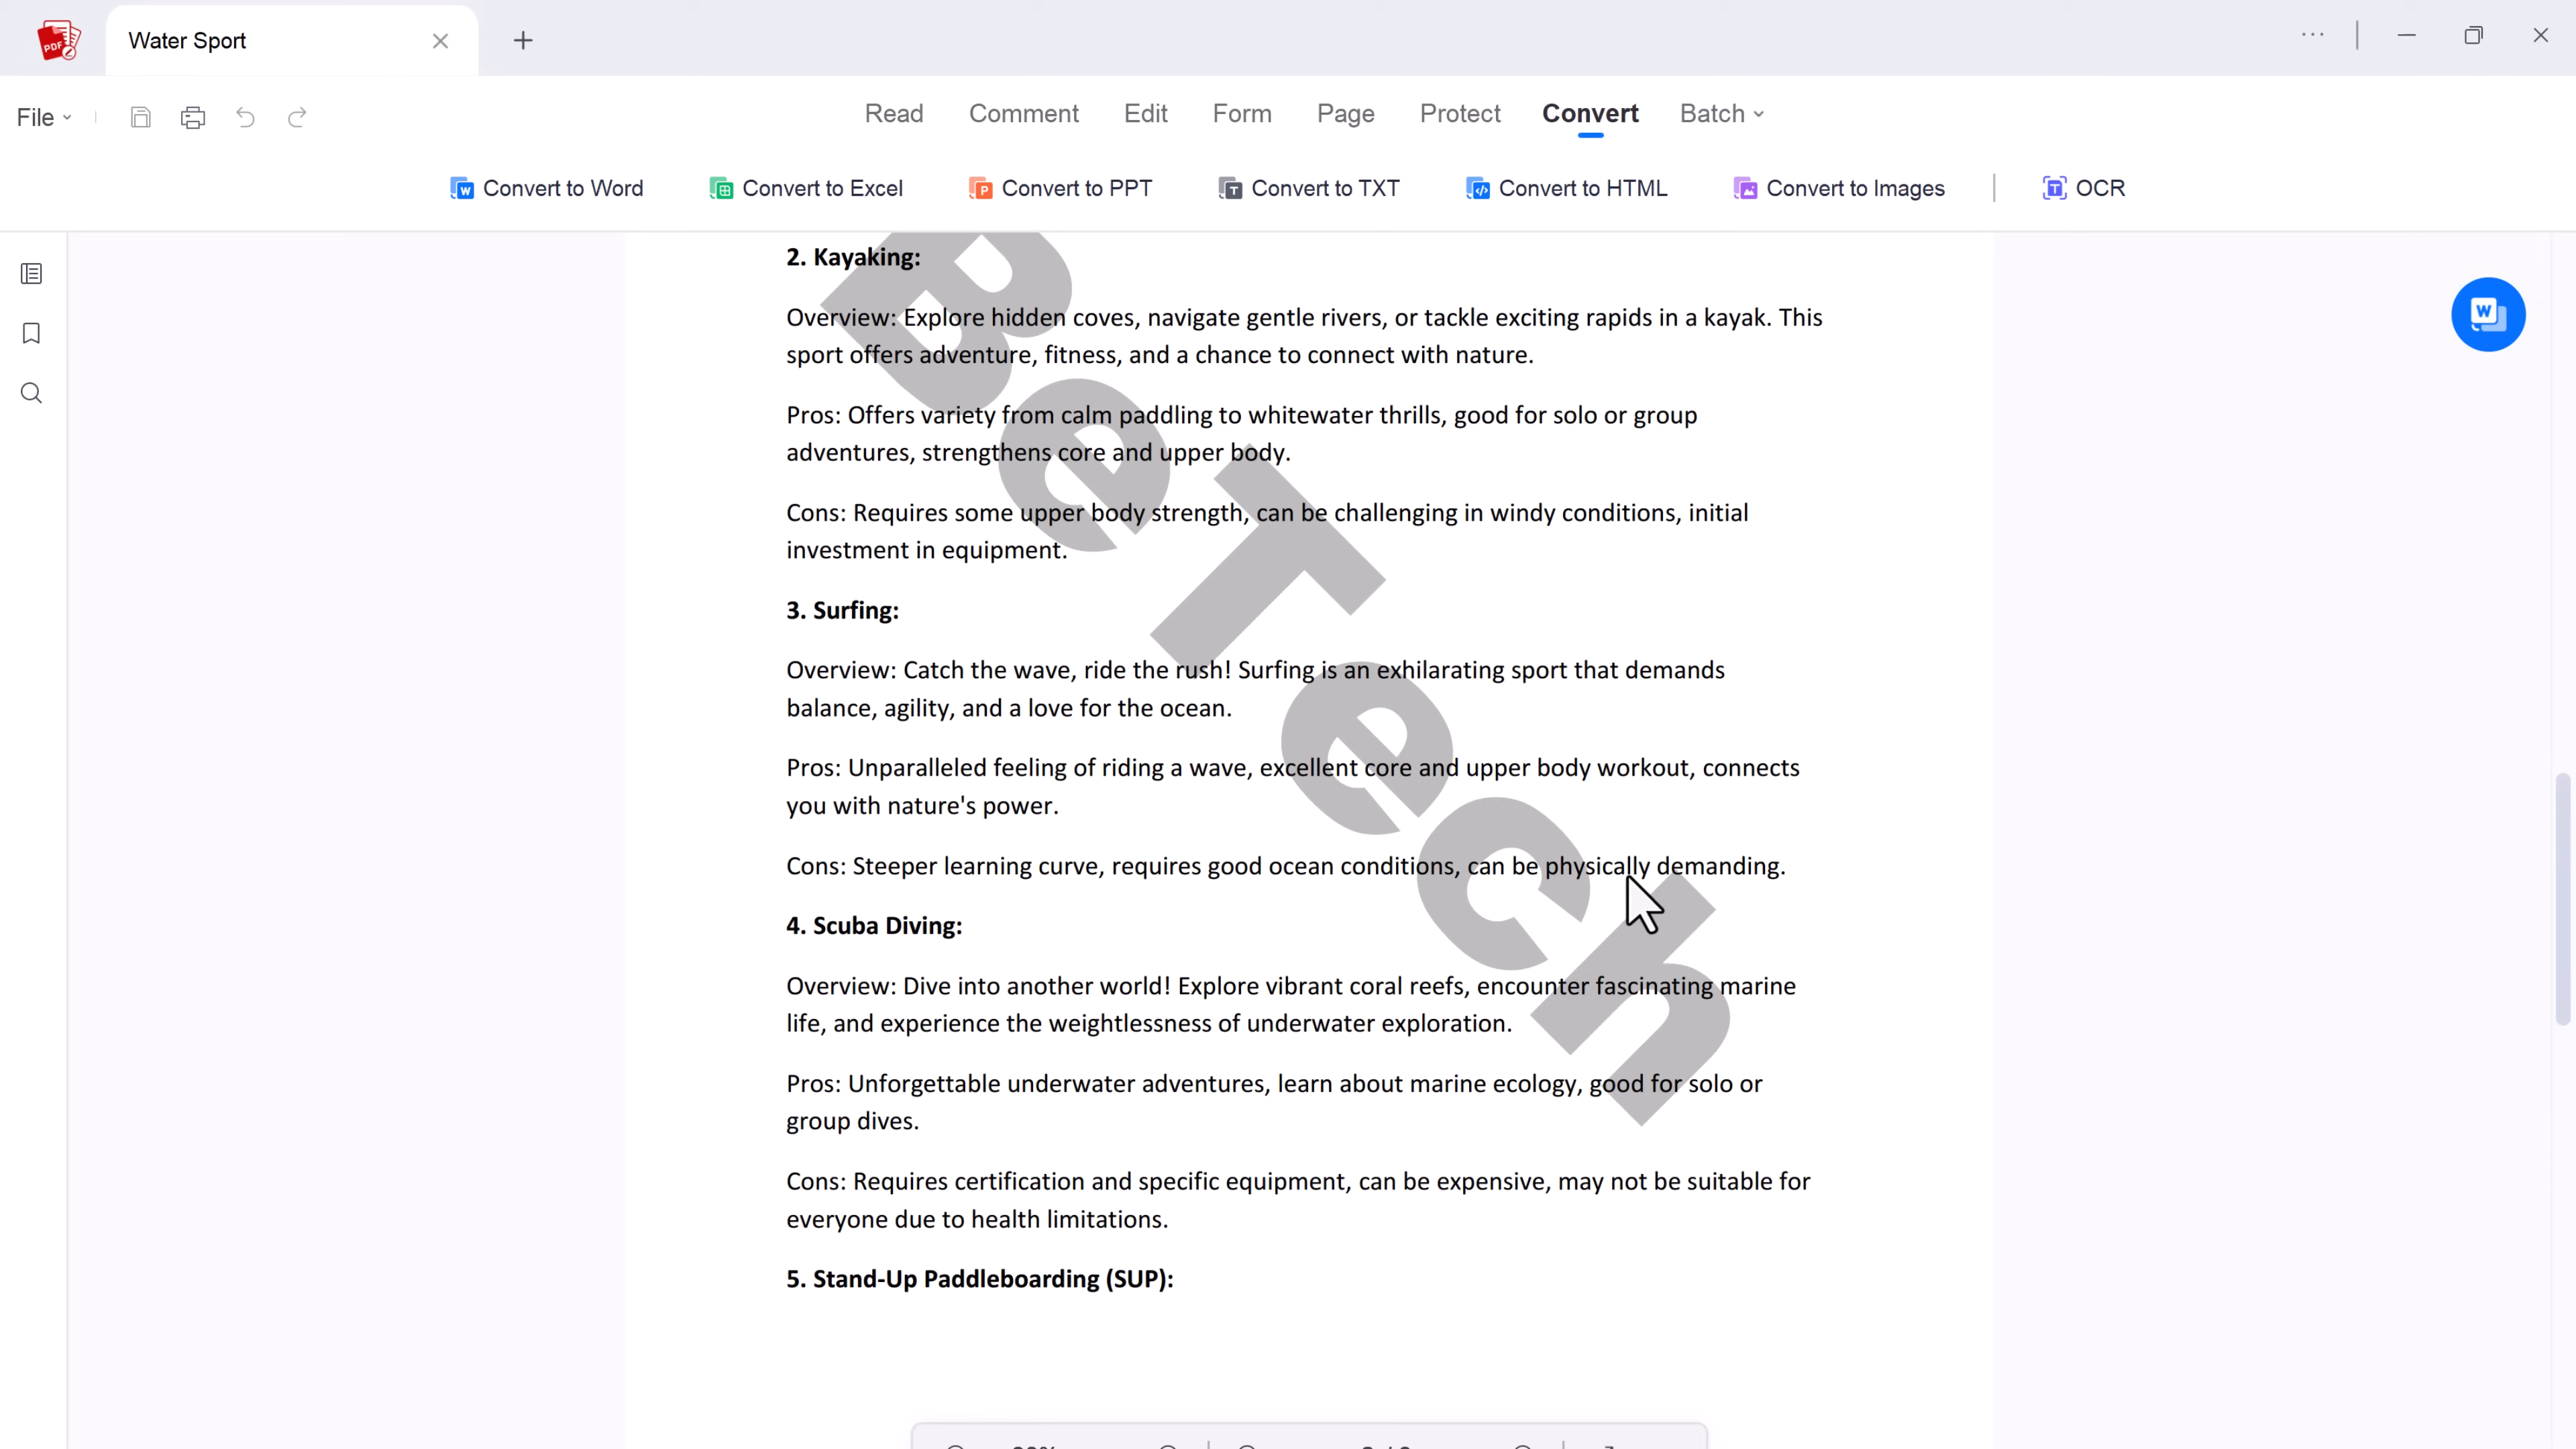 PDF
Water Sport
File
Read Comment Edit Form Page Protect Convert Batch
W Convert to Word
Convert to Excel
P Convert to PPT
T Convert to TXT
Convert to HTML
Convert to Images
T OCR
W
BeTech
2. Kayaking:
Overview: Explore hidden coves, navigate gentle rivers, or tackle exciting rapids in a kayak. This
sport offers adventure, fitness, and a chance to connect with nature.
Pros: Offers variety from calm paddling to whitewater thrills, good for solo or group
adventures, strengthens core and upper body.
Cons: Requires some upper body strength, can be challenging in windy conditions, initial
investment in equipment.
3. Surfing:
Overview: Catch the wave, ride the rush! Surfing is an exhilarating sport that demands
balance, agility, and a love for the ocean.
Pros: Unparalleled feeling of riding a wave, excellent core and upper body workout, connects
you with nature's power.
Cons: Steeper learning curve, requires good ocean conditions, can be physically demanding.
4. Scuba Diving:
Overview: Dive into another world! Explore vibrant coral reefs, encounter fascinating marine
life, and experience the weightlessness of underwater exploration.
Pros: Unforgettable underwater adventures, learn about marine ecology, good for solo or
group dives.
Cons: Requires certification and specific equipment, can be expensive, may not be suitable for
everyone due to health limitations.
5. Stand-Up Paddleboarding (SUP):